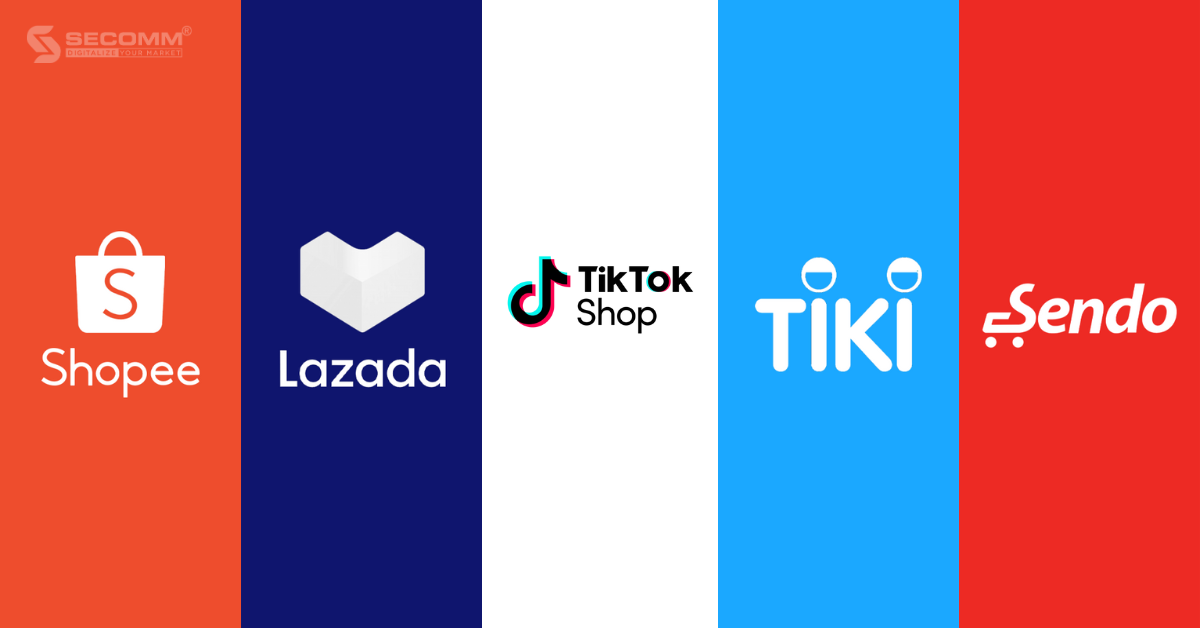 SECOMM®
DIGITALIZE YOUR MARKET
S
Shopee
Lazada
TikTok
Shop
TIKI
Sendo